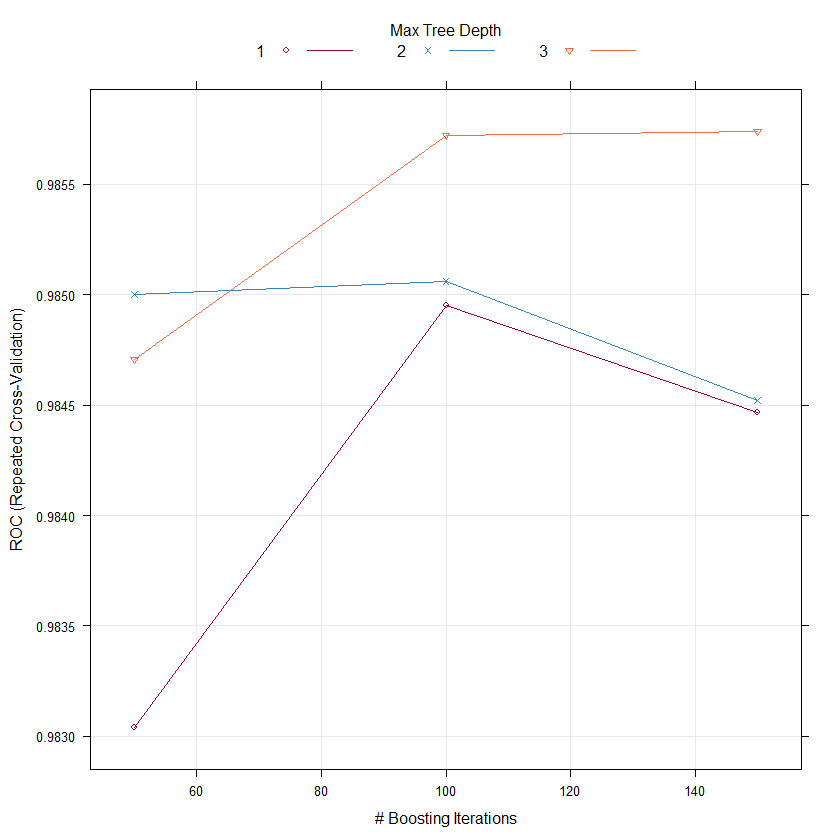 Max Tree Depth
1 2 3
0.9855
0.9850
0.9845
0.9840
0.9835
0.9830
ROC (Repeated Cross-Validation)
60 80 100 120 140
# Boosting Iterations